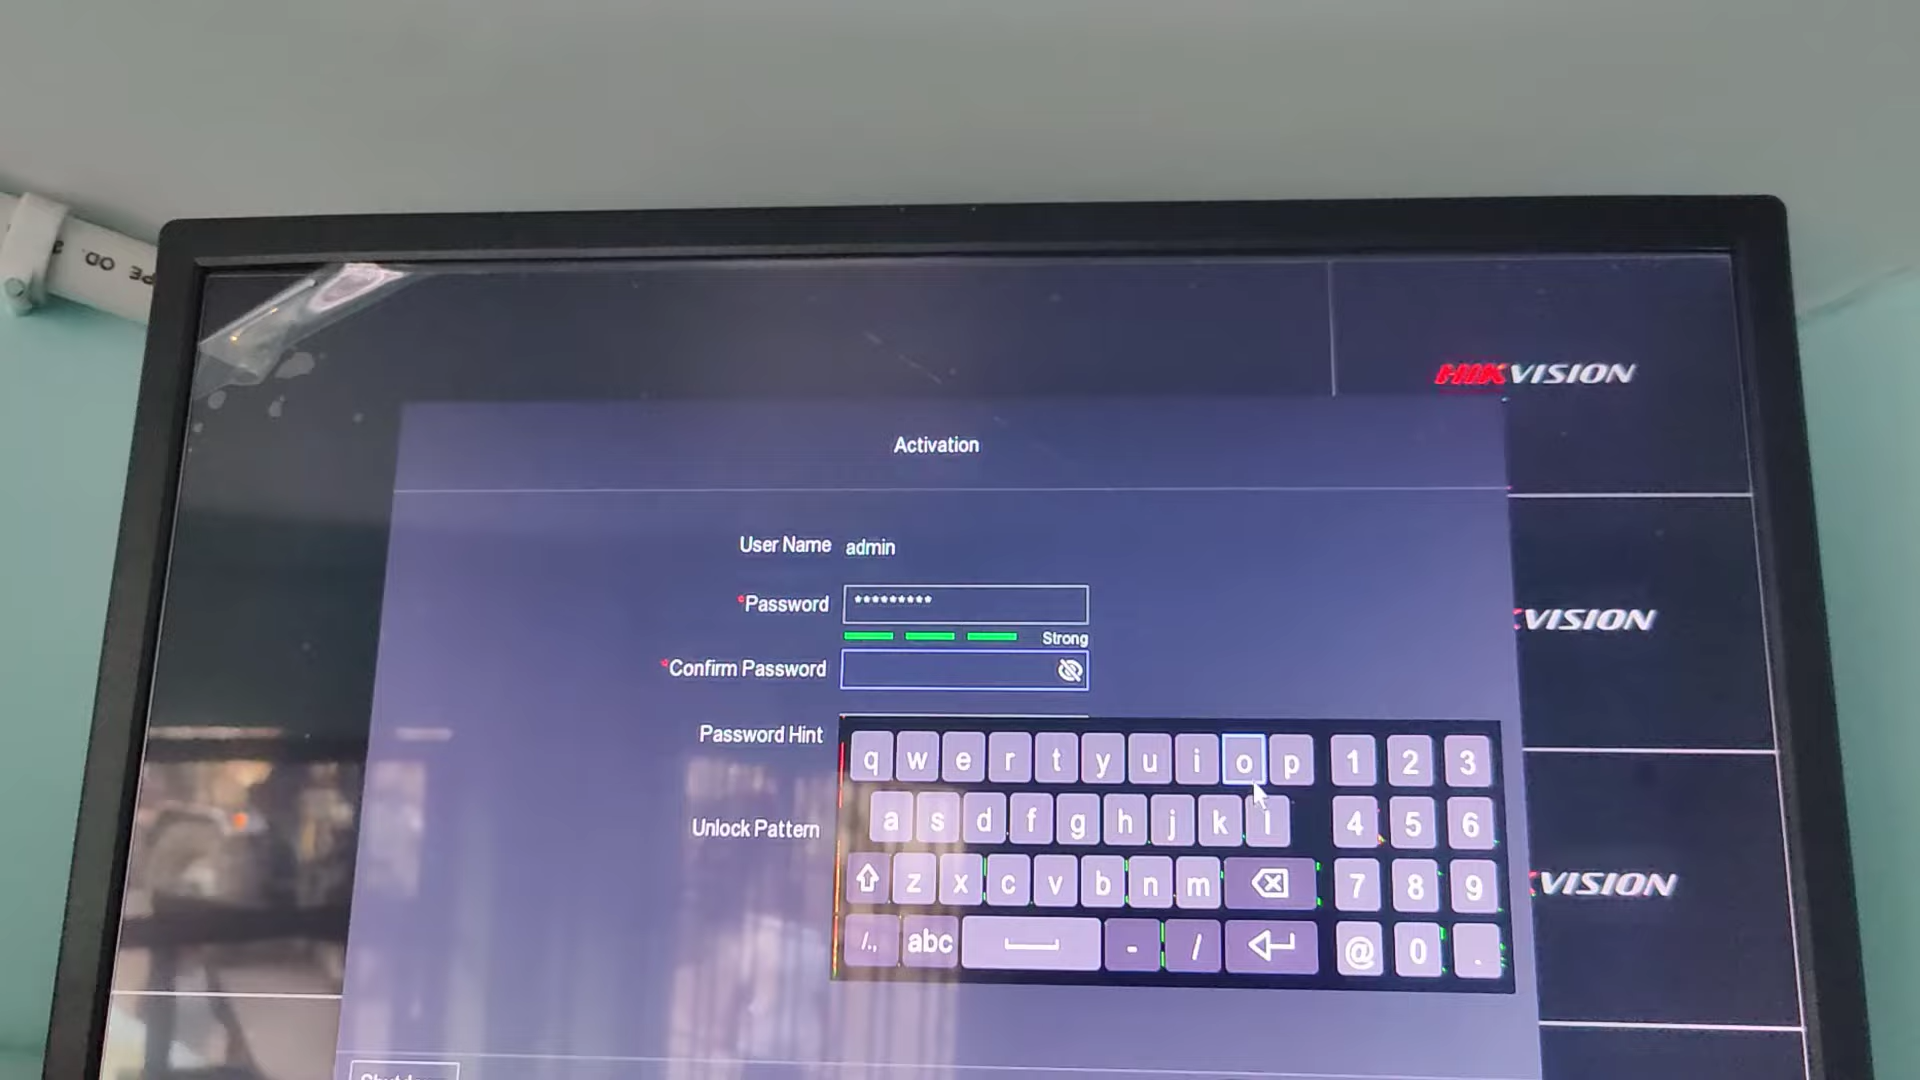 HIKVISION
Activation
User Name admin
*Password *********
Strong
*Confirm Password
VISION
Password Hint
q w e r t y u i o p 1 2 3
a s d f g h j k l 4 5 6
Unlock Pattern
z x c v b n m 7 8 9
VISION
/., abc - / @ 0 .
OD